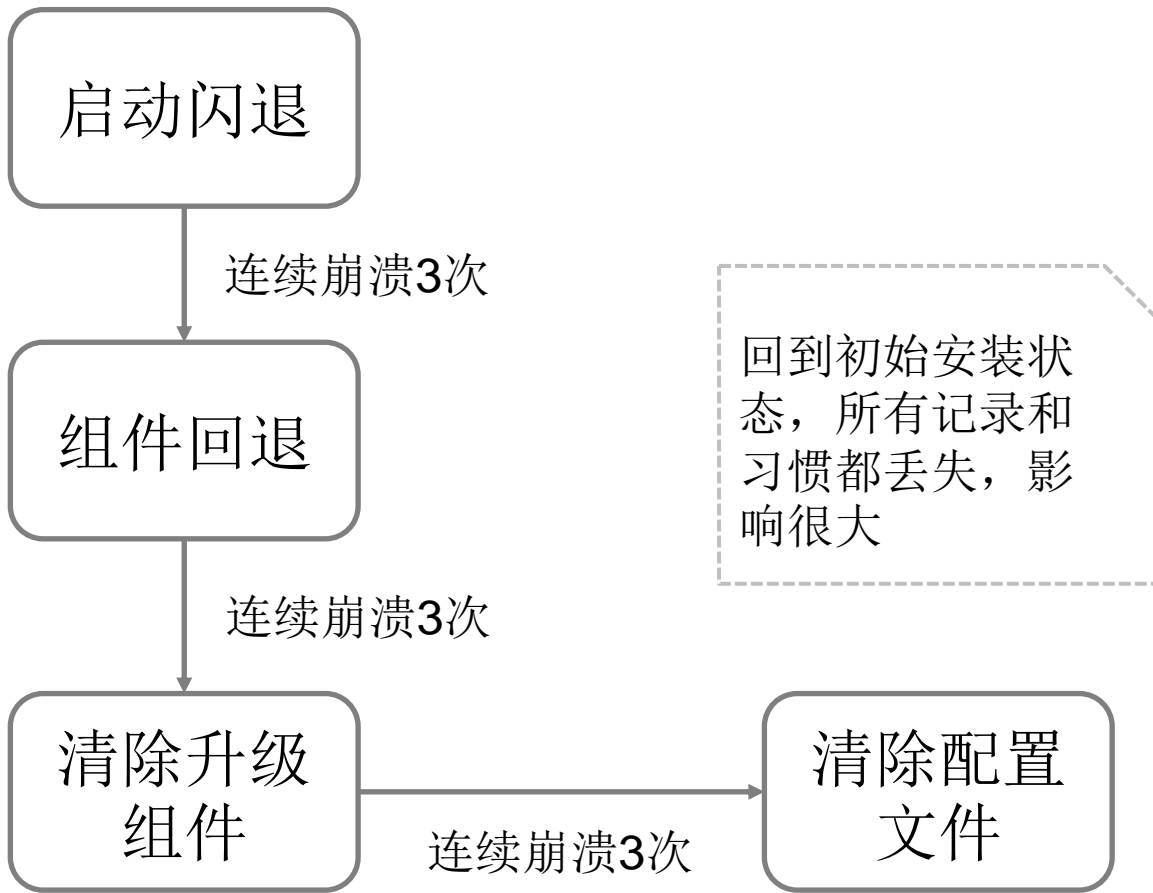 启动闪退
连续崩溃3次
组件回退
回到初始安装状
态，所有记录和
习惯都丢失，影
响很大
连续崩溃3次
清除升级
组件
连续崩溃3次
清除配置
文件